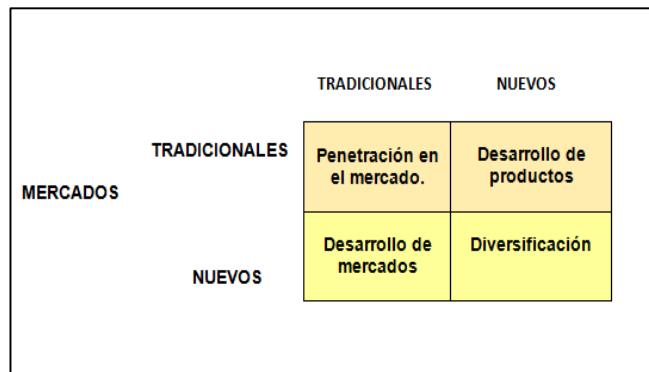 TRADICIONALES NUEVOS
TRADICIONALES
Penetración en
el mercado.
Desarrollo de
productos
MERCADOS
Desarrollo de
mercados
Diversificación
NUEVOS